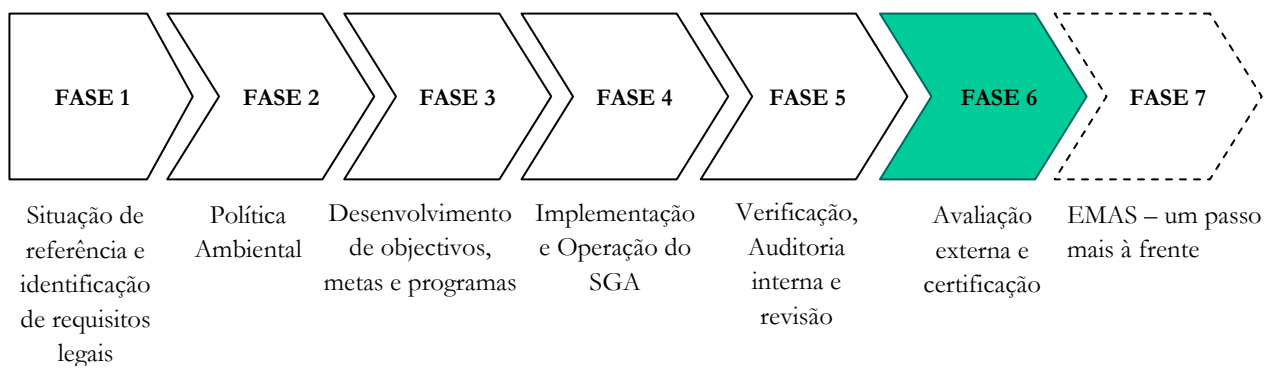 FASE 1
FASE 2
FASE 3
FASE 4
FASE 5
FASE 6
FASE 7
Situação de
referência e
identificação
de requisitos
legais
Política
Ambiental
Desenvolvimento
de objectivos,
metas e programas
Implementação
e Operação do
SGA
Verificação,
Auditoria
interna e
revisão
Avaliação
externa e
certificação
EMAS – um passo
mais à frente